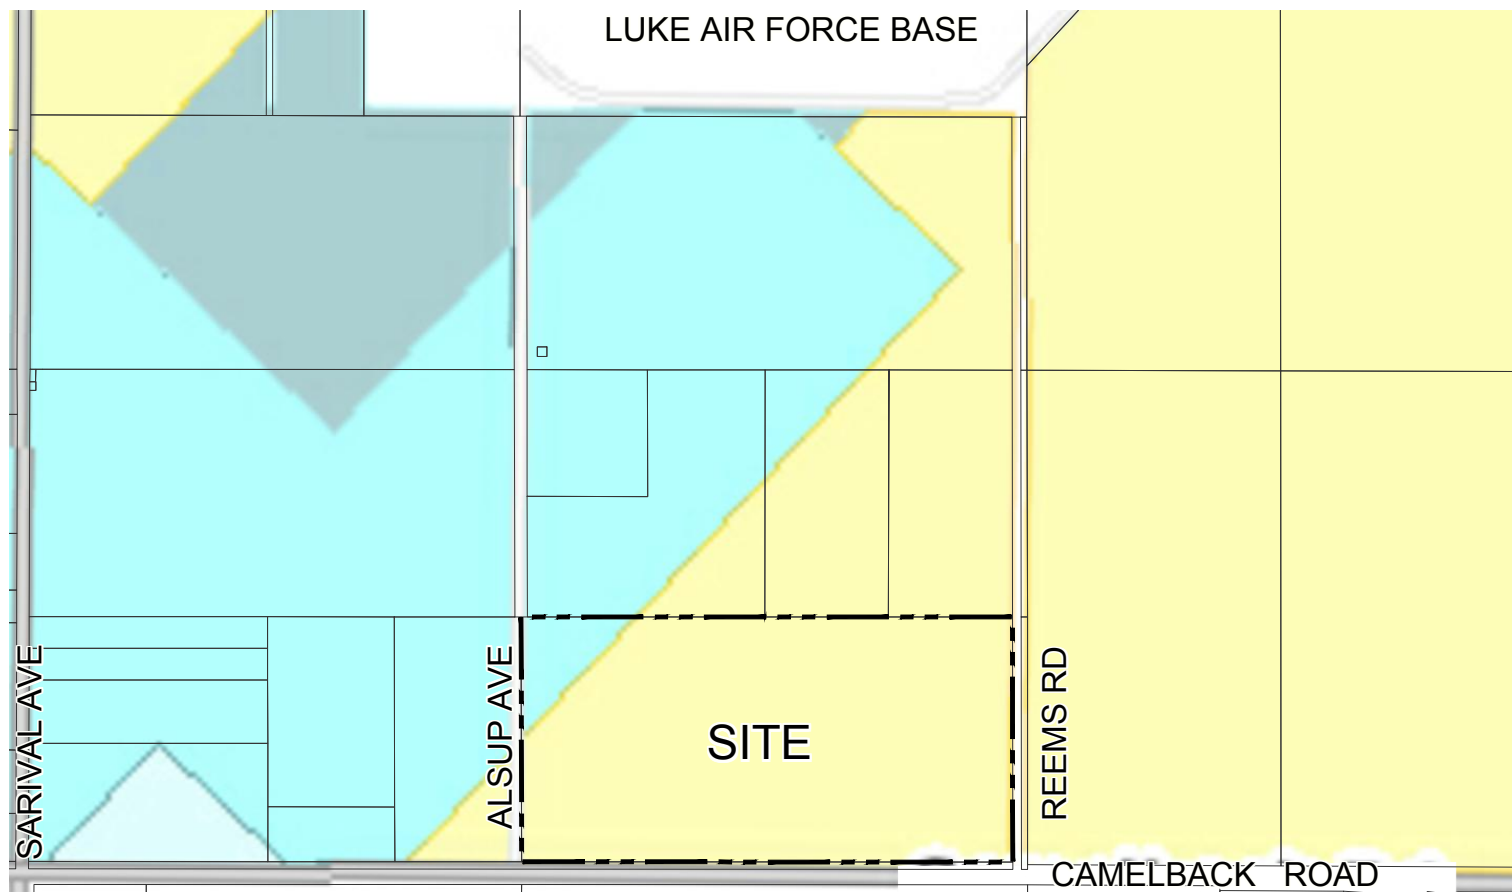 LUKE AIR FORCE BASE
SARIVAL AVE
ALSUP AVE
SITE
REEMS RD
CAMELBACK ROAD